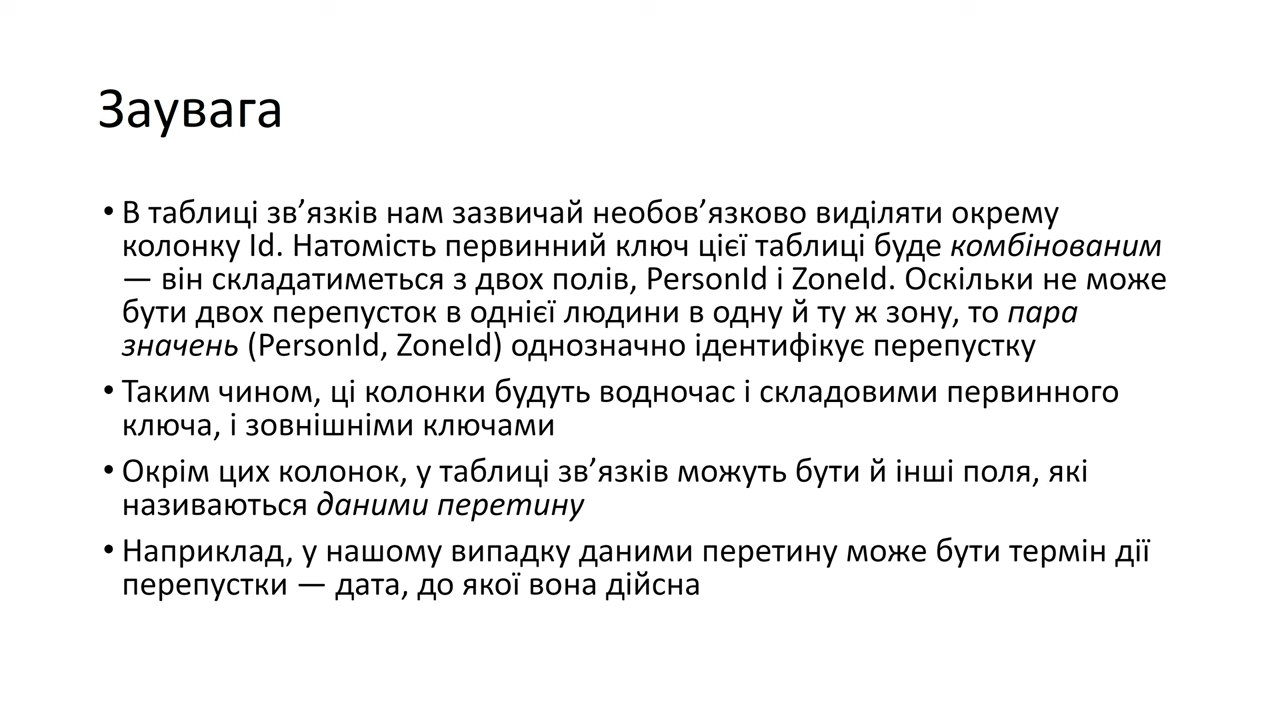 Заувага
• В таблиці зв’язків нам зазвичай необов’язково виділяти окрему
колонку Id. Натомість первинний ключ цієї таблиці буде комбінованим
— він складатиметься з двох полів, PersonId і ZoneId. Оскільки не може
бути двох перепусток в однієї людини в одну й ту ж зону, то пара
значень (PersonId, ZoneId) однозначно ідентифікує перепустку
• Таким чином, ці колонки будуть водночас і складовими первинного
ключа, і зовнішніми ключами
• Окрім цих колонок, у таблиці зв’язків можуть бути й інші поля, які
називаються даними перетину
• Наприклад, у нашому випадку даними перетину може бути термін дії
перепустки — дата, до якої вона дійсна